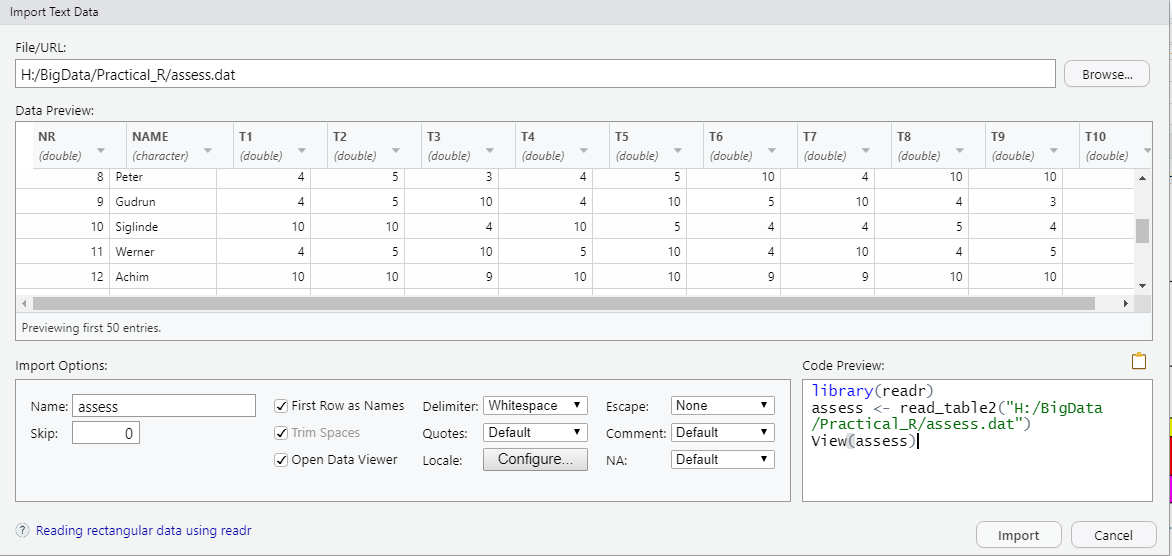 Import Text Data
File/URL:
H:/BigData/Practical_R/assess.dat
Browse...
Data Preview:
NR NAME T1 T2 T3 T4 T5 T6 T7 T8 T9 T10
(double) (character) (double) (double) (double) (double) (double) (double) (double) (double) (double) (double)
8 Peter 4 5 3 4 5 10 4 10 10
9 Gudrun 4 5 10 4 10 5 10 4 3
10 Siglinde 10 10 4 10 5 4 4 5 4
11 Werner 4 5 10 5 10 4 10 4 5
12 Achim 10 10 9 10 10 9 9 10 10
Previewing first 50 entries.
Import Options:
Name: assess
Skip: 0
First Row as Names
Trim Spaces
Open Data Viewer
Delimiter: Whitespace
Quotes: Default
Locale: Configure...
Escape: None
Comment: Default
NA: Default
Code Preview:
library(readr)
assess <- read_table2("H:/BigData
/Practical_R/assess.dat")
View(assess)
? Reading rectangular data using readr
Import
Cancel